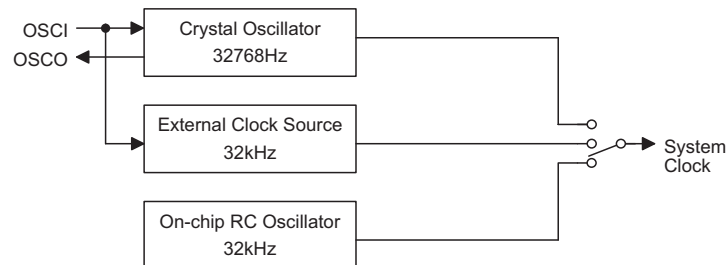 OSCI
OSCO
Crystal Oscillator
32768Hz
External Clock Source
32kHz
System
Clock
On-chip RC Oscillator
32kHz